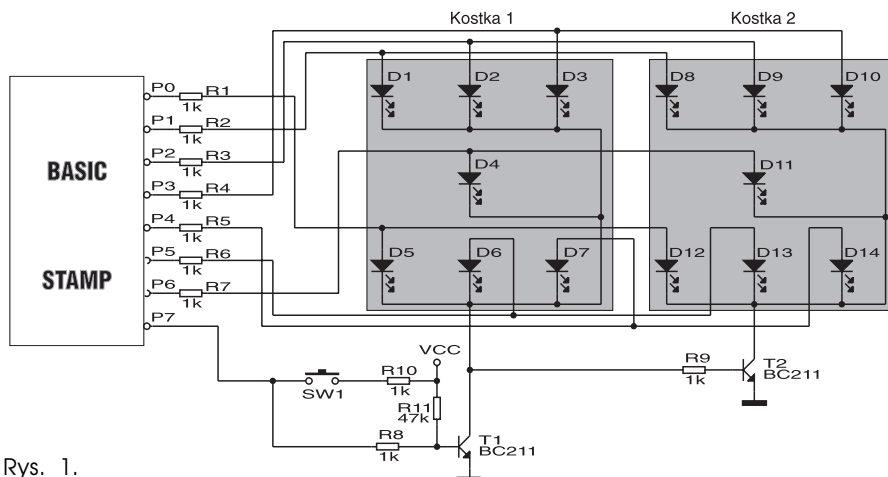 Kostka 1 Kostka 2
D1 D2 D3 D8 D9 D10
P0 R1
1k
P1 R2
1k
P2 R3
1k
BASIC
D4 D11
P3 R4
1k
P4 R5
1k
D5 D6 D7 D12 D13 D14
P5 R6
1k
STAMP
P6 R7
1k
P7
VCC
R9
1k
T2
BC211
R10
1k
SW1
R11
47k
R8
1k
T1
BC211
Rys. 1.